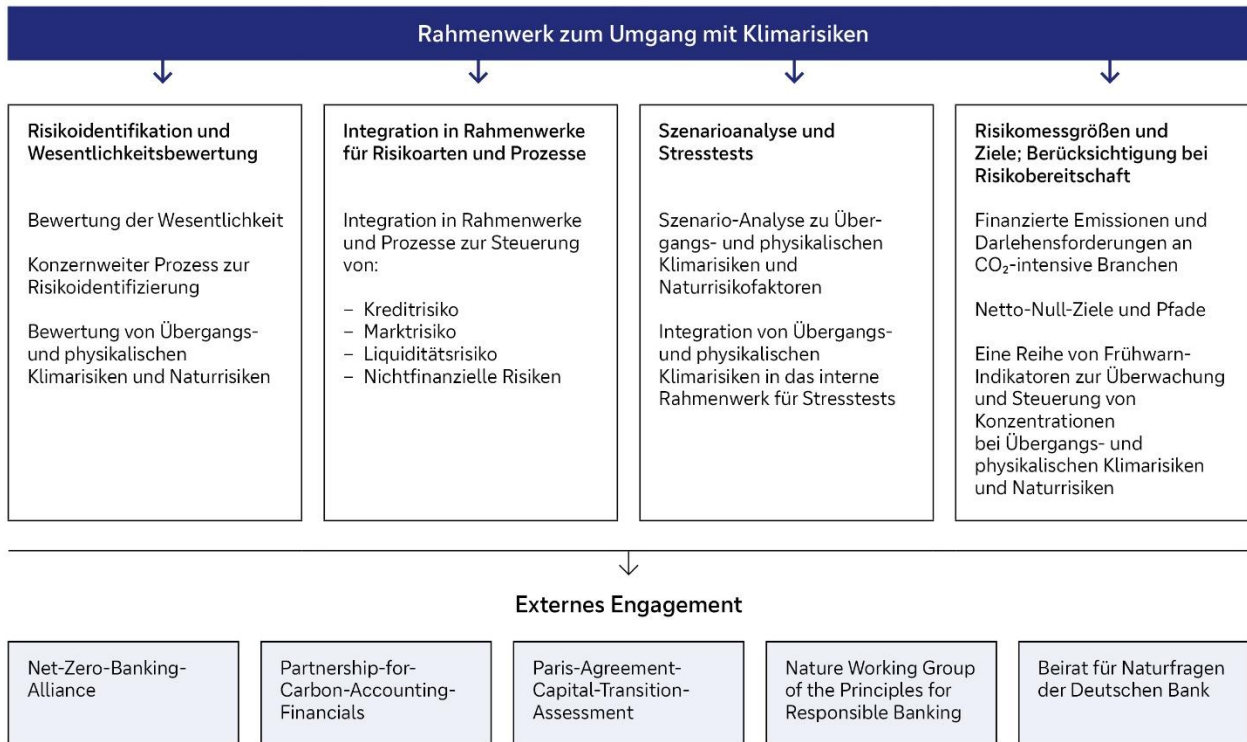 Rahmenwerk zum Umgang mit Klimarisiken
Risikoidentifikation und
Wesentlichkeitsbewertung
Bewertung der Wesentlichkeit
Konzernweiter Prozess zur
Risikoidentifizierung
Bewertung von Übergangs-
und physikalischen
Klimarisiken und Naturrisiken
Integration in Rahmenwerke
für Risikoarten und Prozesse
Integration in Rahmenwerke
und Prozesse zur Steuerung
von:
– Kreditrisiko
– Marktrisiko
– Liquiditätsrisiko
– Nichtfinanzielle Risiken
Szenarioanalyse und
Stresstests
Szenario-Analyse zu Über-
gangs- und physikalischen
Klimarisiken und
Naturrisikofaktoren
Integration von Übergangs-
und physikalischen
Klimarisiken in das interne
Rahmenwerk für Stresstests
Risikomessgrößen und
Ziele; Berücksichtigung bei
Risikobereitschaft
Finanzierte Emissionen und
Darlehensforderungen an
CO₂-intensive Branchen
Netto-Null-Ziele und Pfade
Eine Reihe von Frühwarn-
Indikatoren zur Überwachung
und Steuerung von
Konzentrationen
bei Übergangs- und
physikalischen Klimarisiken
und Naturrisiken
Externes Engagement
Net-Zero-Banking-
Alliance
Partnership-for-
Carbon-Accounting-
Financials
Paris-Agreement-
Capital-Transition-
Assessment
Nature Working Group
of the Principles for
Responsible Banking
Beirat für Naturfragen
der Deutschen Bank